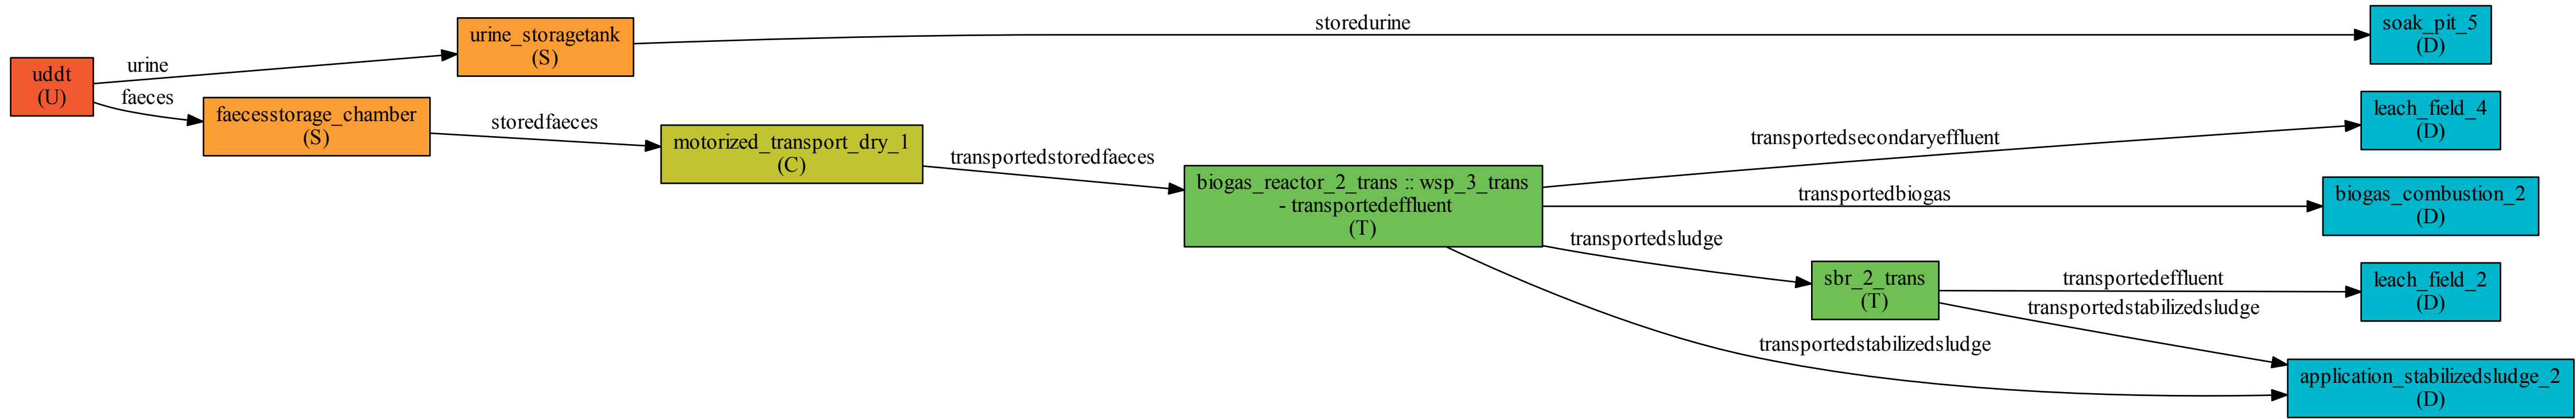 uddt
(U)
urine
faeces
urine_storagetank
(S)
faecesstorage_chamber
(S)
storedurine
storedfaeces
motorized_transport_dry_1
(C)
transportedstoredfaeces
biogas_reactor_2_trans :: wsp_3_trans
- transportedeffluent
(T)
transportedsecondaryeffluent
transportedbiogas
transportedsludge
transportedstabilizedsludge
sbr_2_trans
(T)
transportedeffluent
transportedstabilizedsludge
soak_pit_5
(D)
leach_field_4
(D)
biogas_combustion_2
(D)
leach_field_2
(D)
application_stabilizedsludge_2
(D)